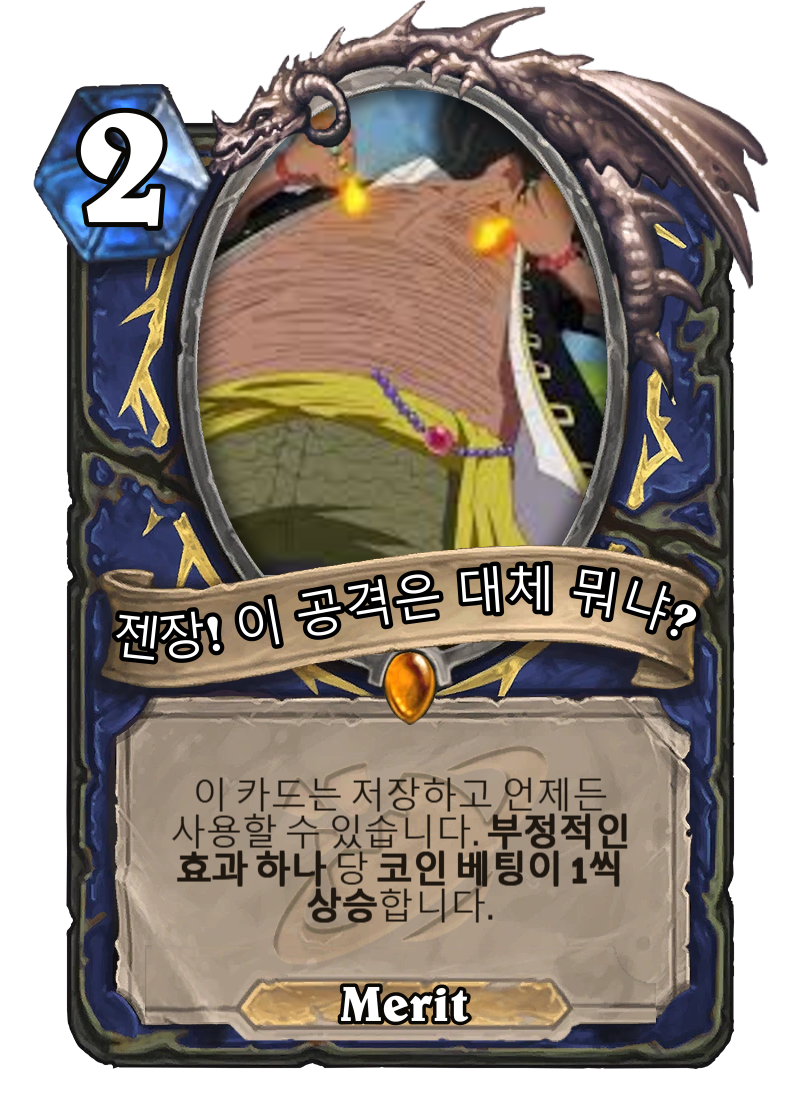 2
젠장! 이 공격은 대체 뭐냐?
이 카드는 저장하고 언제든
사용할 수 있습니다. 부정적인
효과 하나 당 코인 베팅이 1씩
상승합니다.
Merit